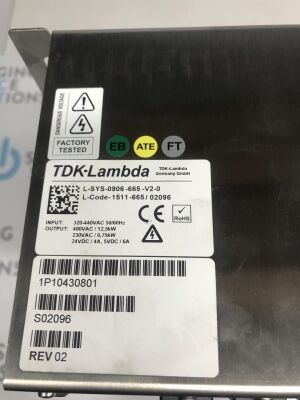 DANGEROUS VOLTAGE
FACTORY
TESTED
EB
ATE
FT
TDK-Lambda
TDK-Lambda
Germany GmbH
L-SYS-0906 -665 -V2-0
L-Code-1511-665/ 02096
INPUT: 320-440VAC 50/60Hz
OUTPUT: 400VAC / 12,5kW
230VAC / 0,75kW
24VDC / 4A, 5VDC / 6A
RoHS
1P10430801
S02096
REV 02